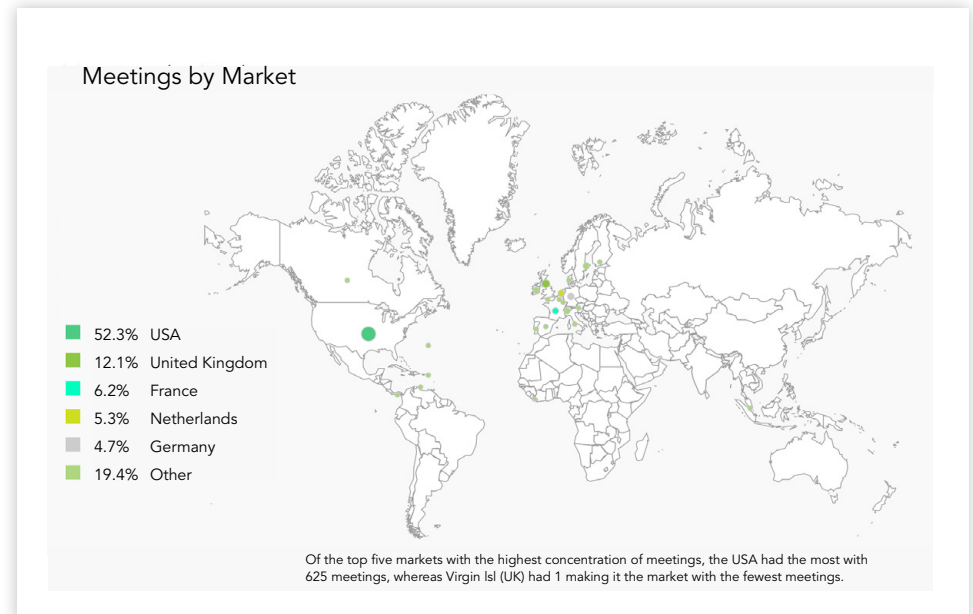 Meetings by Market
52.3% USA
12.1% United Kingdom
6.2% France
5.3% Netherlands
4.7% Germany
19.4% Other
Of the top five markets with the highest concentration of meetings, the USA had the most with
625 meetings, whereas Virgin lsl (UK) had 1 making it the market with the fewest meetings.